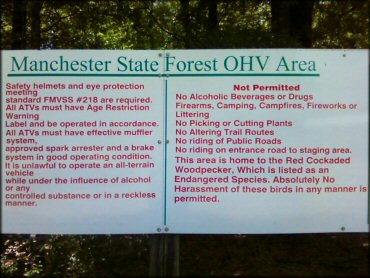 Manchester State Forest OHV Area
Safety helmets and eye protection
meeting
standard FMVSS #218 are required.
All ATVs must have Age Restriction
Warning
Label and be operated in accordance.
All ATVs must have effective muffler
system,
approved spark arrester and a brake
system in good operating condition.
It is unlawful to operate an all-terrain
vehicle
while under the influence of alcohol
or any
controlled substance or in a reckless
manner.
Not Permitted
No Alcoholic Beverages or Drugs
Firearms, Camping, Campfires, Fireworks or
Littering
No Picking or Cutting Plants
No Altering Trail Routes
No riding of Public Roads
No riding on entrance road to staging area.
This area is home to the Red Cockaded
Woodpecker, Which is listed as an
Endangered Species. Absolutely No
Harassment of these birds in any manner is
permitted.